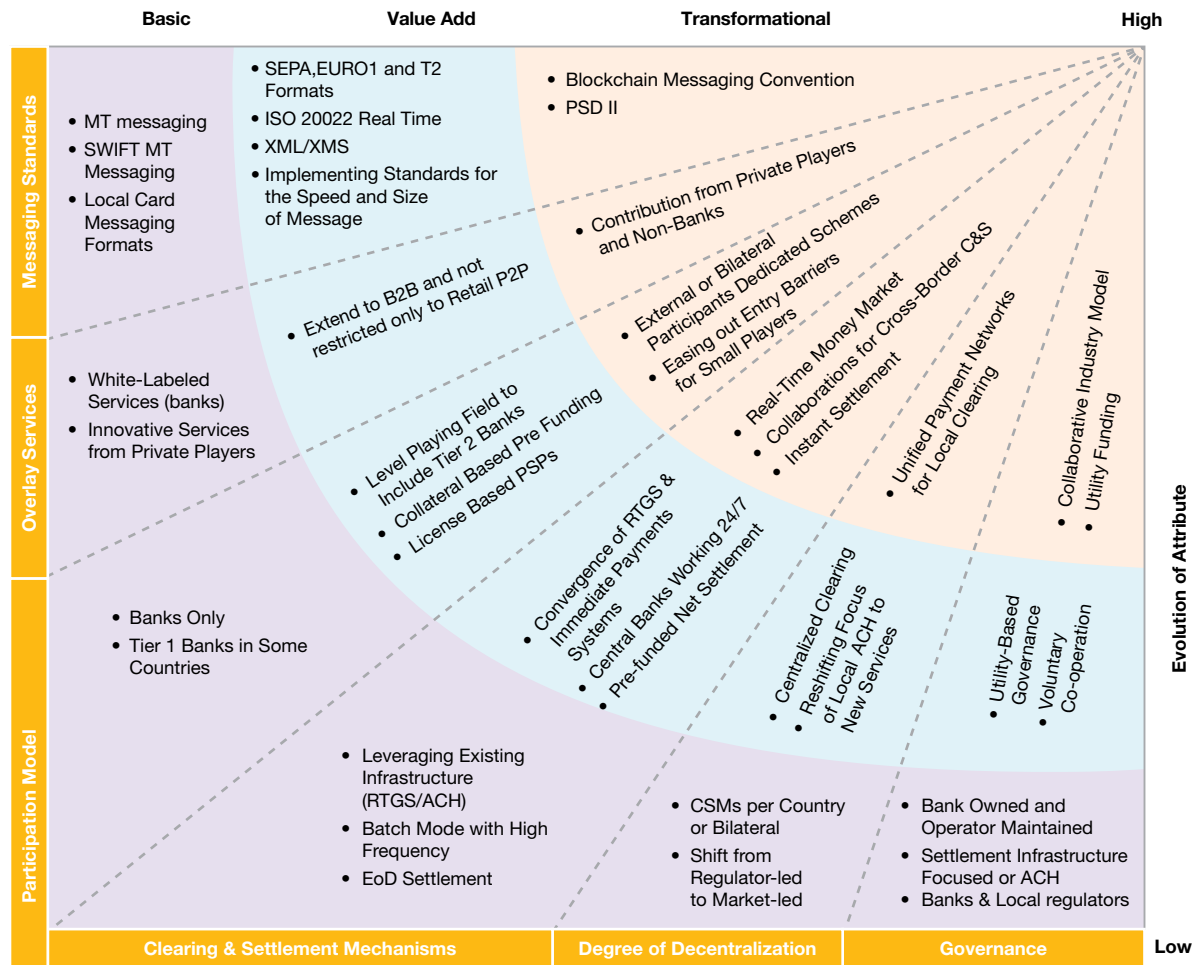 Basic
Value Add
Transformational
High
Messaging Standards
• MT messaging
• SWIFT MT
Messaging
• Local Card
Messaging
Formats
• SEPA,EURO1 and T2
Formats
• ISO 20022 Real Time
• XML/XMS
• Implementing Standards for
the Speed and Size
of Message
• Blockchain Messaging Convention
• PSD II
Overlay Services
• White-Labeled
Services (banks)
• Innovative Services
from Private Players
• Extend to B2B and not
restricted only to Retail P2P
• Contribution from Private Players
and Non-Banks
Participation Model
• Banks Only
• Tier 1 Banks in Some
Countries
• Level Playing Field to
Include Tier 2 Banks
• Collateral Based Pre Funding
• License Based PSPs
• External or Bilateral
Participants Dedicated Schemes
• Easing out Entry Barriers
for Small Players
• Leveraging Existing
Infrastructure
(RTGS/ACH)
• Batch Mode with High
Frequency
• EoD Settlement
• Convergence of RTGS &
Immediate Payments
Systems
• Central Banks Working 24/7
• Pre-funded Net Settlement
• Real-Time Money Market
• Collaborations for Cross-Border C&S
• Instant Settlement
• CSMs per Country
or Bilateral
• Shift from
Regulator-led
to Market-led
• Centralized Clearing
• Reshifting Focus
of Local ACH to
New Services
• Unified Payment Networks
for Local Clearing
• Bank Owned and
Operator Maintained
• Settlement Infrastructure
Focused or ACH
• Banks & Local regulators
• Utility-Based
Governance
• Voluntary
Co-operation
• Collaborative Industry Model
• Utility Funding
Evolution of Attribute
Clearing & Settlement Mechanisms
Degree of Decentralization
Governance
Low